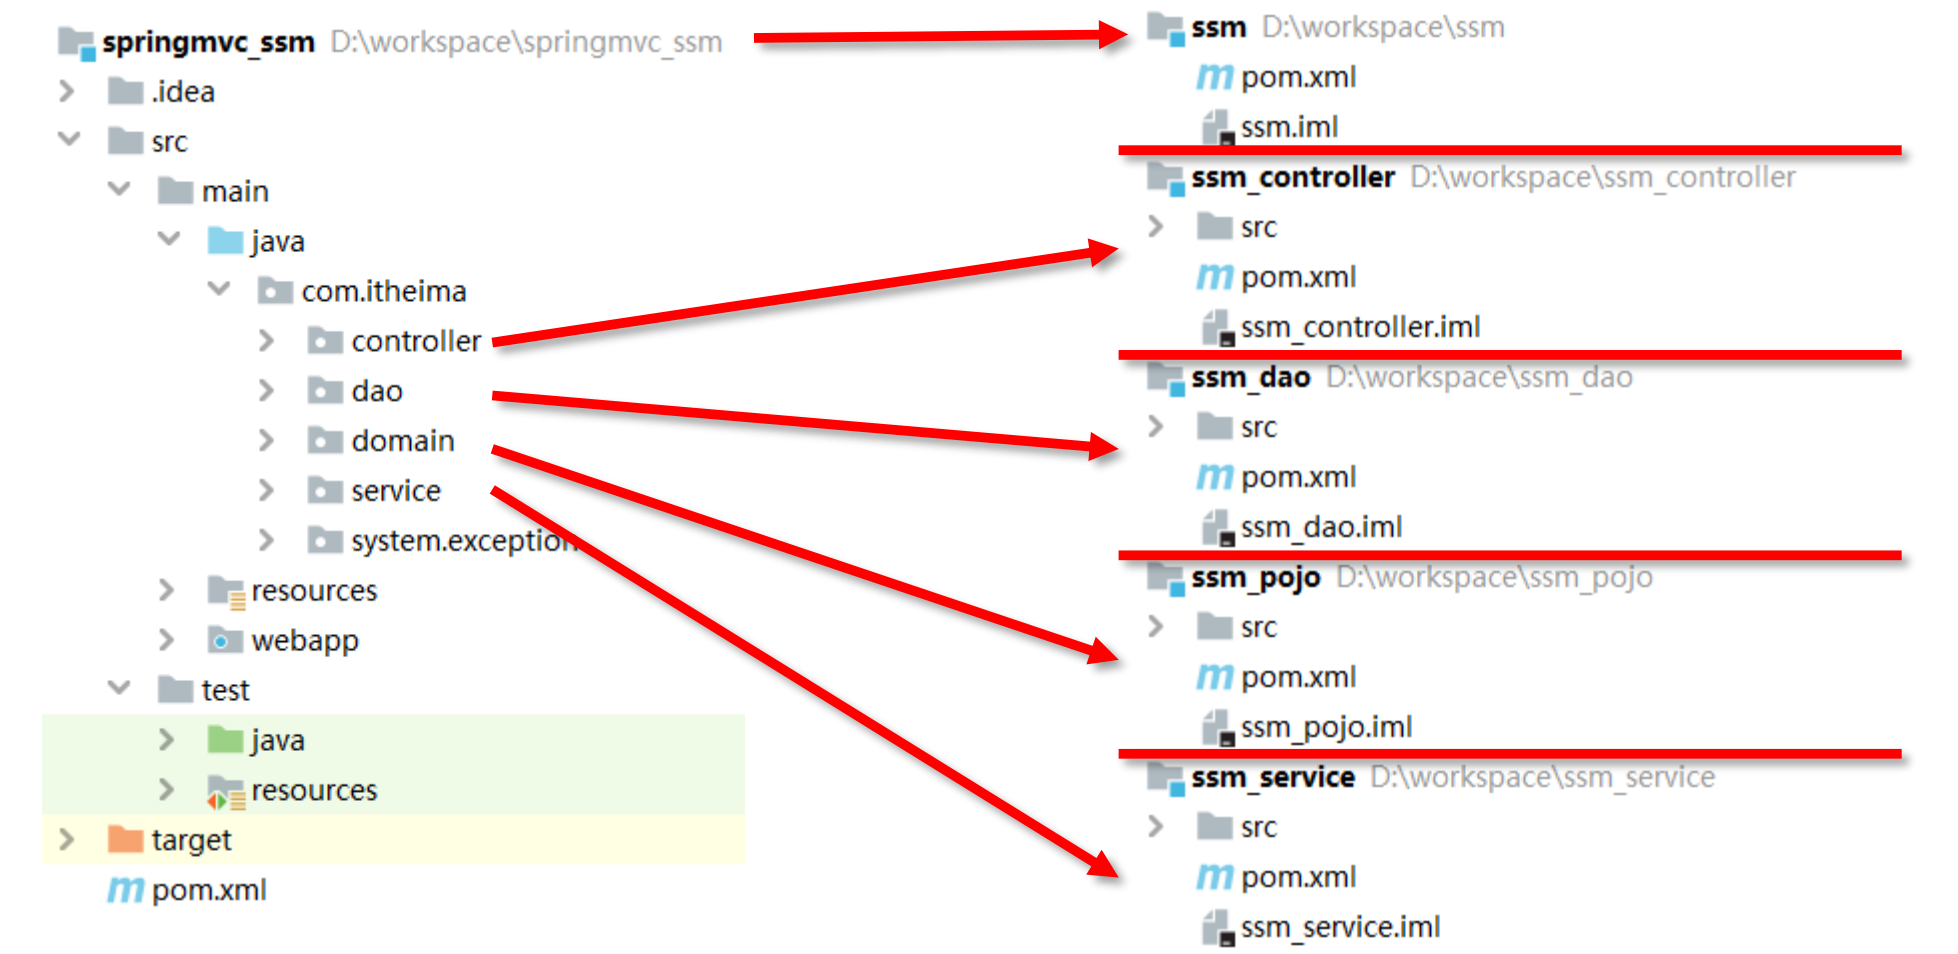 springmvc_ssm D:\workspace\springmvc_ssm
.idea
src
main
java
com.itheima
controller
dao
domain
service
system.exception
resources
webapp
test
java
resources
target
m pom.xml
ssm D:\workspace\ssm
m pom.xml
ssm.iml
ssm_controller D:\workspace\ssm_controller
src
m pom.xml
ssm_controller.iml
ssm_dao D:\workspace\ssm_dao
src
m pom.xml
ssm_dao.iml
ssm_pojo D:\workspace\ssm_pojo
src
m pom.xml
ssm_pojo.iml
ssm_service D:\workspace\ssm_service
src
m pom.xml
ssm_service.iml